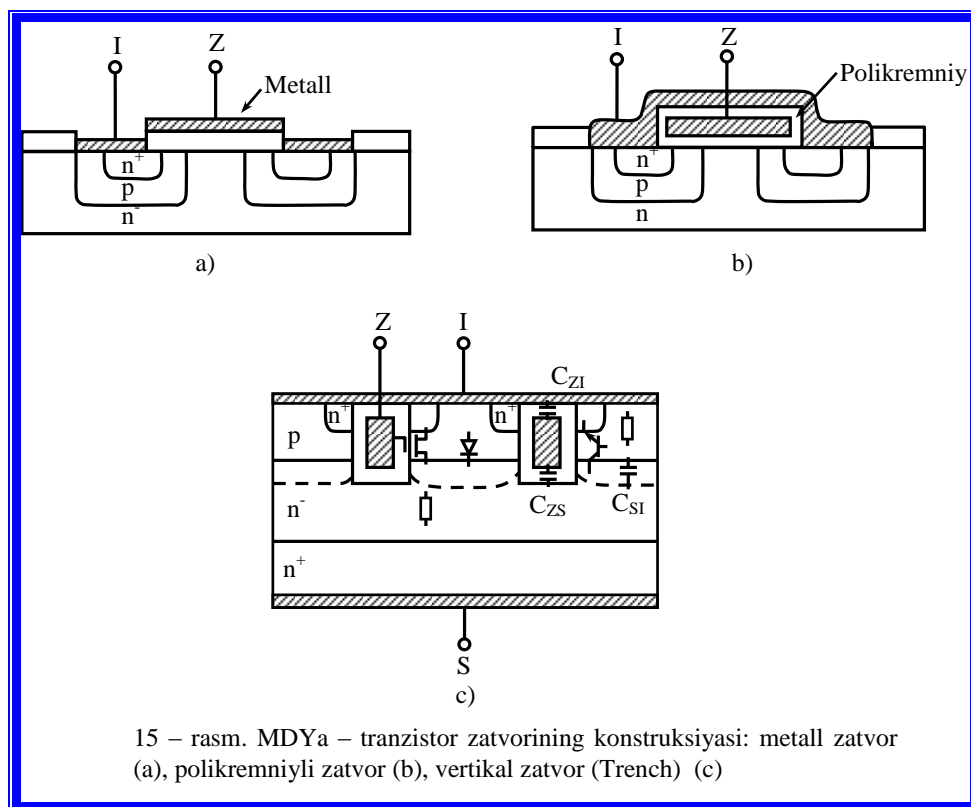 I
Z
Metall
n+
p
n-
a)
I
Z
Polikremniy
n+
p
n
b)
Z
I
CZI
n+
n+
p
n-
CZS
CSI
n+
S
c)
15 – rasm. MDYa – tranzistor zatvorining konstruksiyasi: metall zatvor
(a), polikremniyli zatvor (b), vertikal zatvor (Trench) (c)